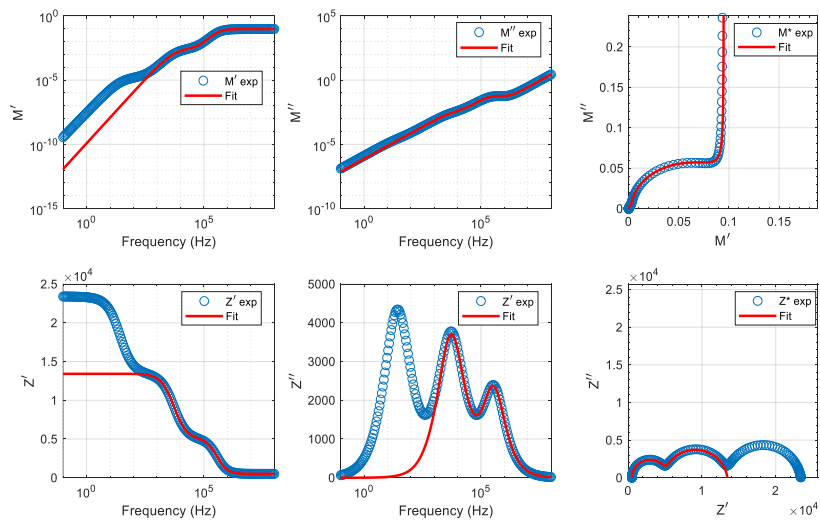 10^0
10^-5
10^-10
10^-15
M′
M′ exp
Fit
10^0
10^5
Frequency (Hz)
10^5
10^0
10^-5
10^-10
M′′
M′′ exp
Fit
10^0
10^5
Frequency (Hz)
0.2
0.15
0.1
0.05
0
M′′
M* exp
Fit
0
0.05
0.1
0.15
M′
×10^4
2.5
2
1.5
1
0.5
0
Z′
Z′ exp
Fit
10^0
10^5
Frequency (Hz)
5000
4000
3000
2000
1000
0
Z′′
Z′ exp
Fit
10^0
10^5
Frequency (Hz)
×10^4
2.5
2
1.5
1
0.5
0
Z′′
Z* exp
Fit
0
1
2
Z′
×10^4